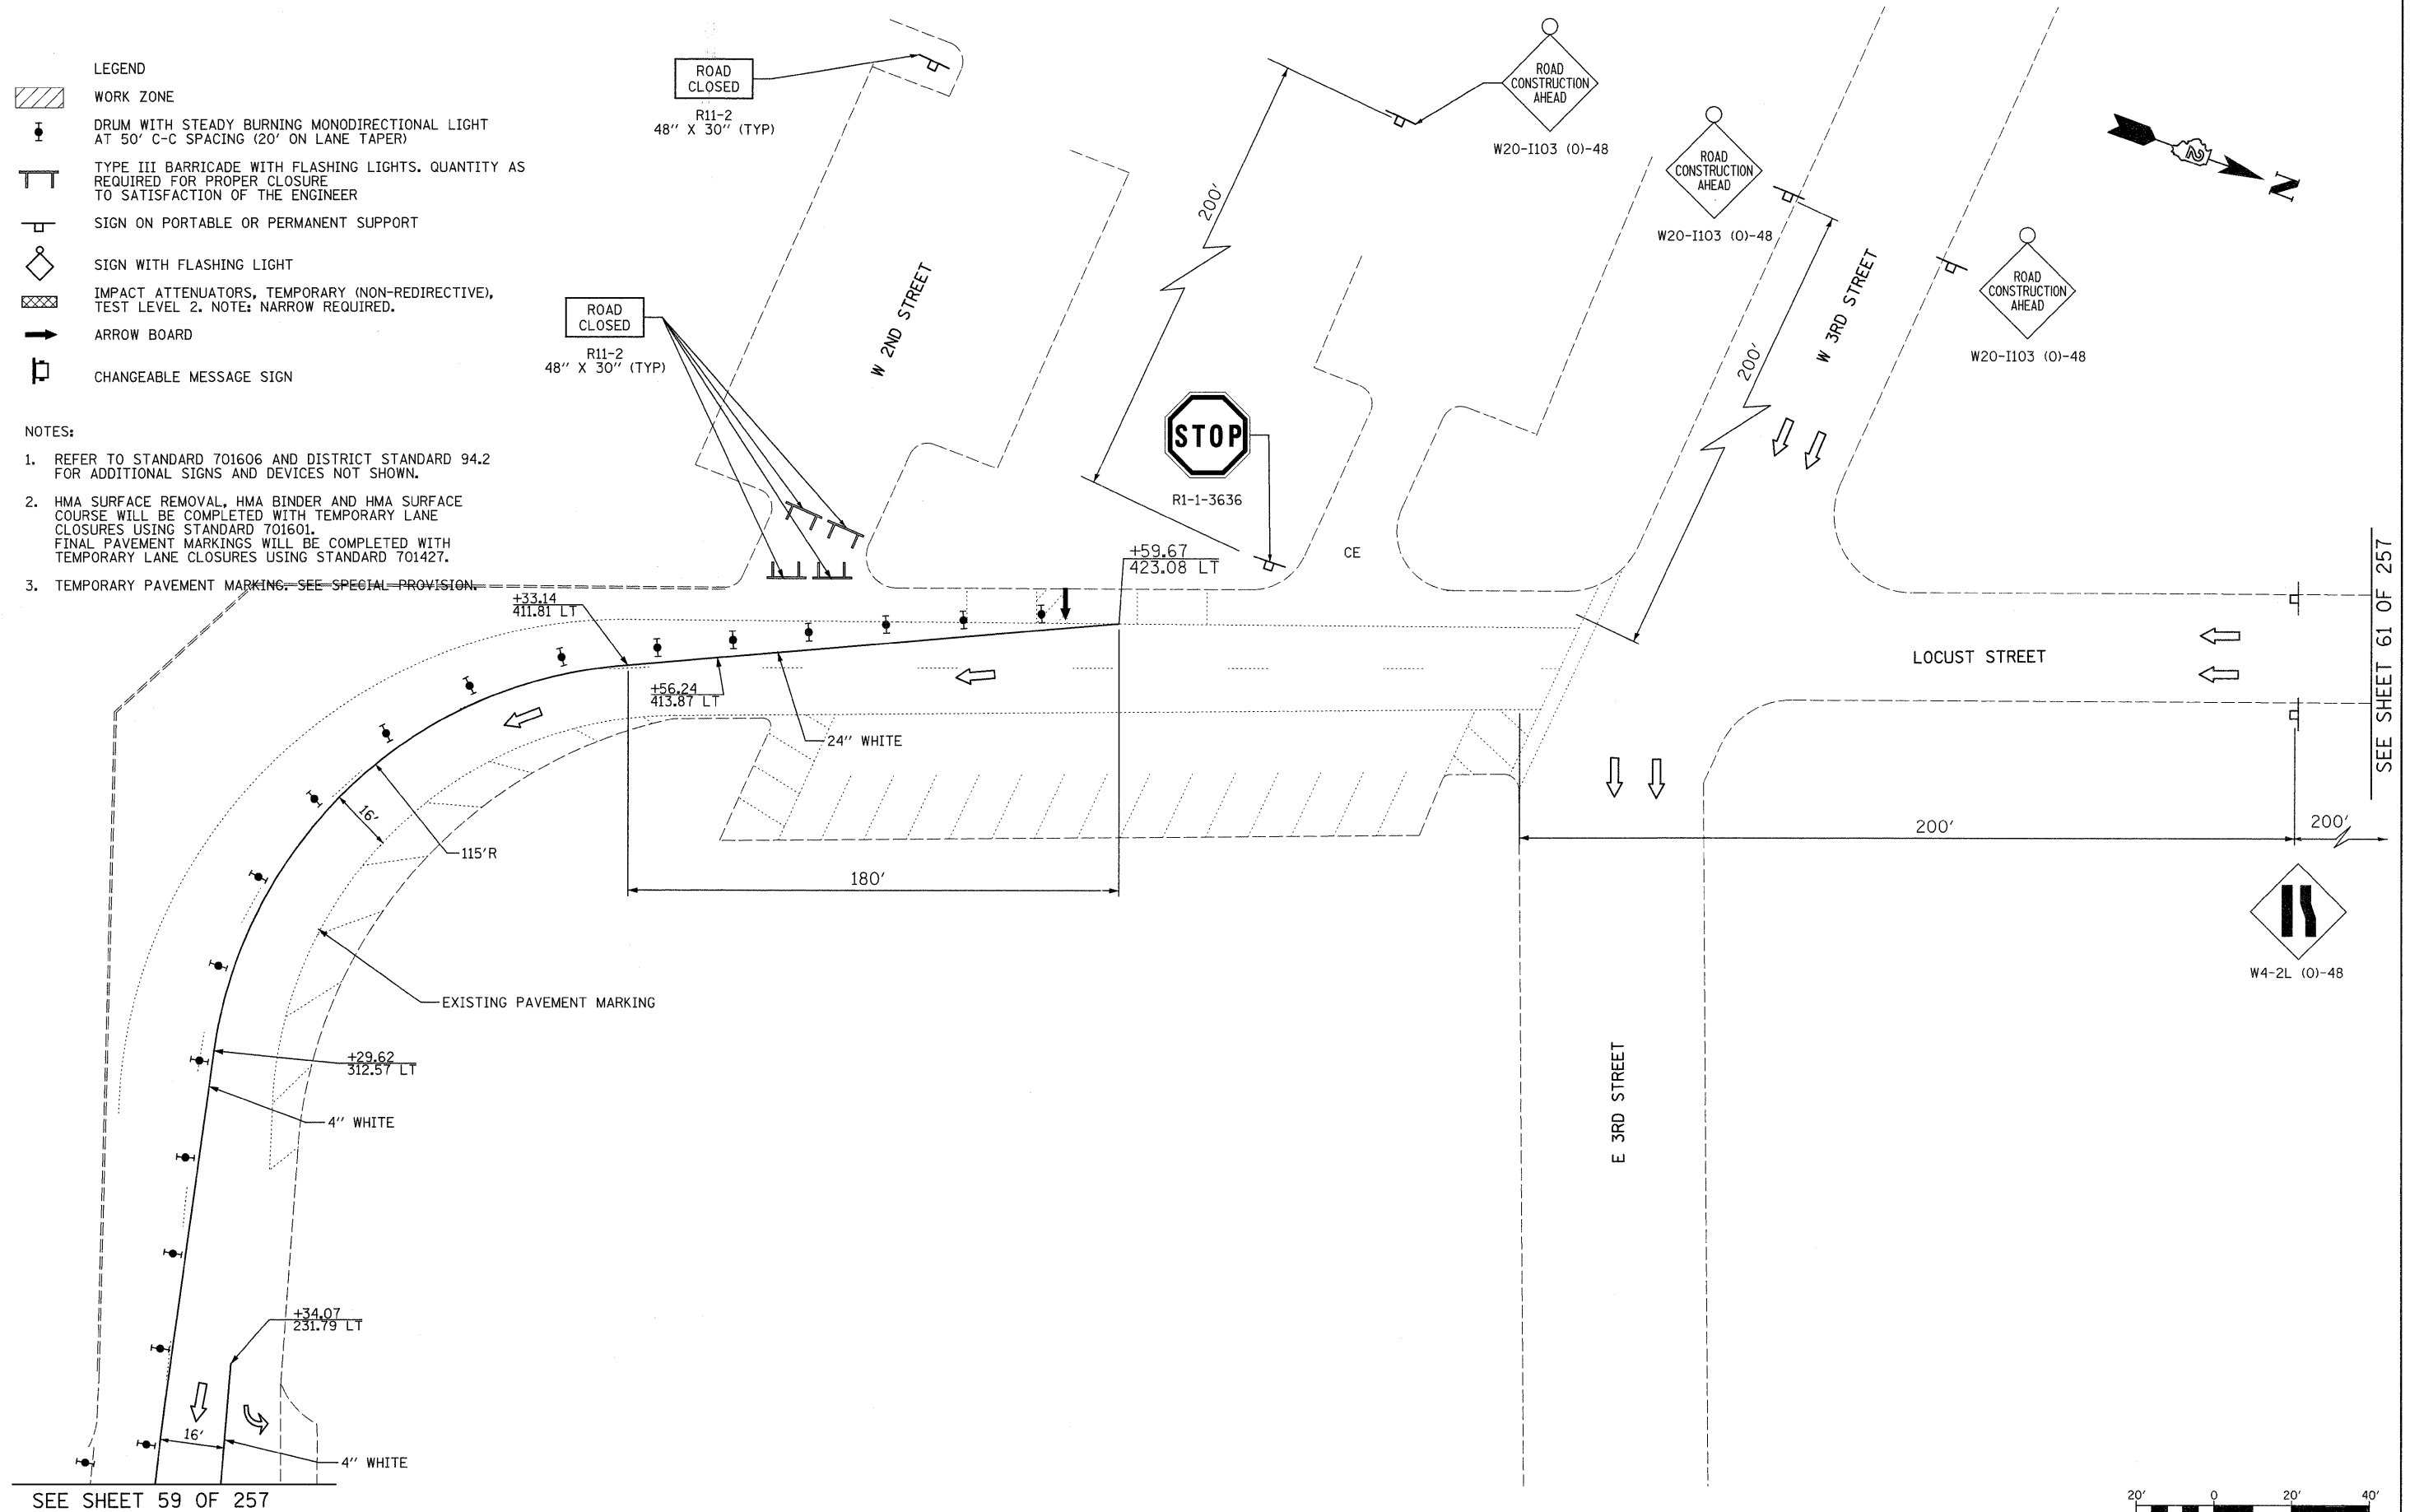 LEGEND
WORK ZONE
DRUM WITH STEADY BURNING MONODIRECTIONAL LIGHT
AT 50' C-C SPACING (20' ON LANE TAPER)
TYPE III BARRICADE WITH FLASHING LIGHTS. QUANTITY AS
REQUIRED FOR PROPER CLOSURE
TO SATISFACTION OF THE ENGINEER
SIGN ON PORTABLE OR PERMANENT SUPPORT
SIGN WITH FLASHING LIGHT
IMPACT ATTENUATORS, TEMPORARY (NON-REDIRECTIVE),
TEST LEVEL 2. NOTE: NARROW REQUIRED.
ARROW BOARD
CHANGEABLE MESSAGE SIGN
NOTES:
1. REFER TO STANDARD 701606 AND DISTRICT STANDARD 94.2
FOR ADDITIONAL SIGNS AND DEVICES NOT SHOWN.
2. HMA SURFACE REMOVAL, HMA BINDER AND HMA SURFACE
COURSE WILL BE COMPLETED WITH TEMPORARY LANE
CLOSURES USING STANDARD 701601.
FINAL PAVEMENT MARKINGS WILL BE COMPLETED WITH
TEMPORARY LANE CLOSURES USING STANDARD 701427.
3. TEMPORARY PAVEMENT MARKING. SEE SPECIAL PROVISION.
ROAD
CLOSED
R11-2
48" X 30" (TYP)
ROAD
CLOSED
R11-2
48" X 30" (TYP)
W 2ND STREET
200'
ROAD
CONSTRUCTION
AHEAD
W20-I103 (O)-48
ROAD
CONSTRUCTION
AHEAD
W20-I103 (O)-48
ROAD
CONSTRUCTION
AHEAD
W20-I103 (O)-48
N
2
W 3RD STREET
200'
STOP
R1-1-3636
CE
+59.67
423.08 LT
+33.14
411.81 LT
+56.24
413.87 LT
24" WHITE
LOCUST STREET
SEE SHEET 61 OF 257
16'
115'R
180'
200'
200'
W4-2L (O)-48
EXISTING PAVEMENT MARKING
+29.62
312.57 LT
4" WHITE
E 3RD STREET
+34.07
231.79 LT
16'
4" WHITE
SEE SHEET 59 OF 257
20' 0 20' 40'